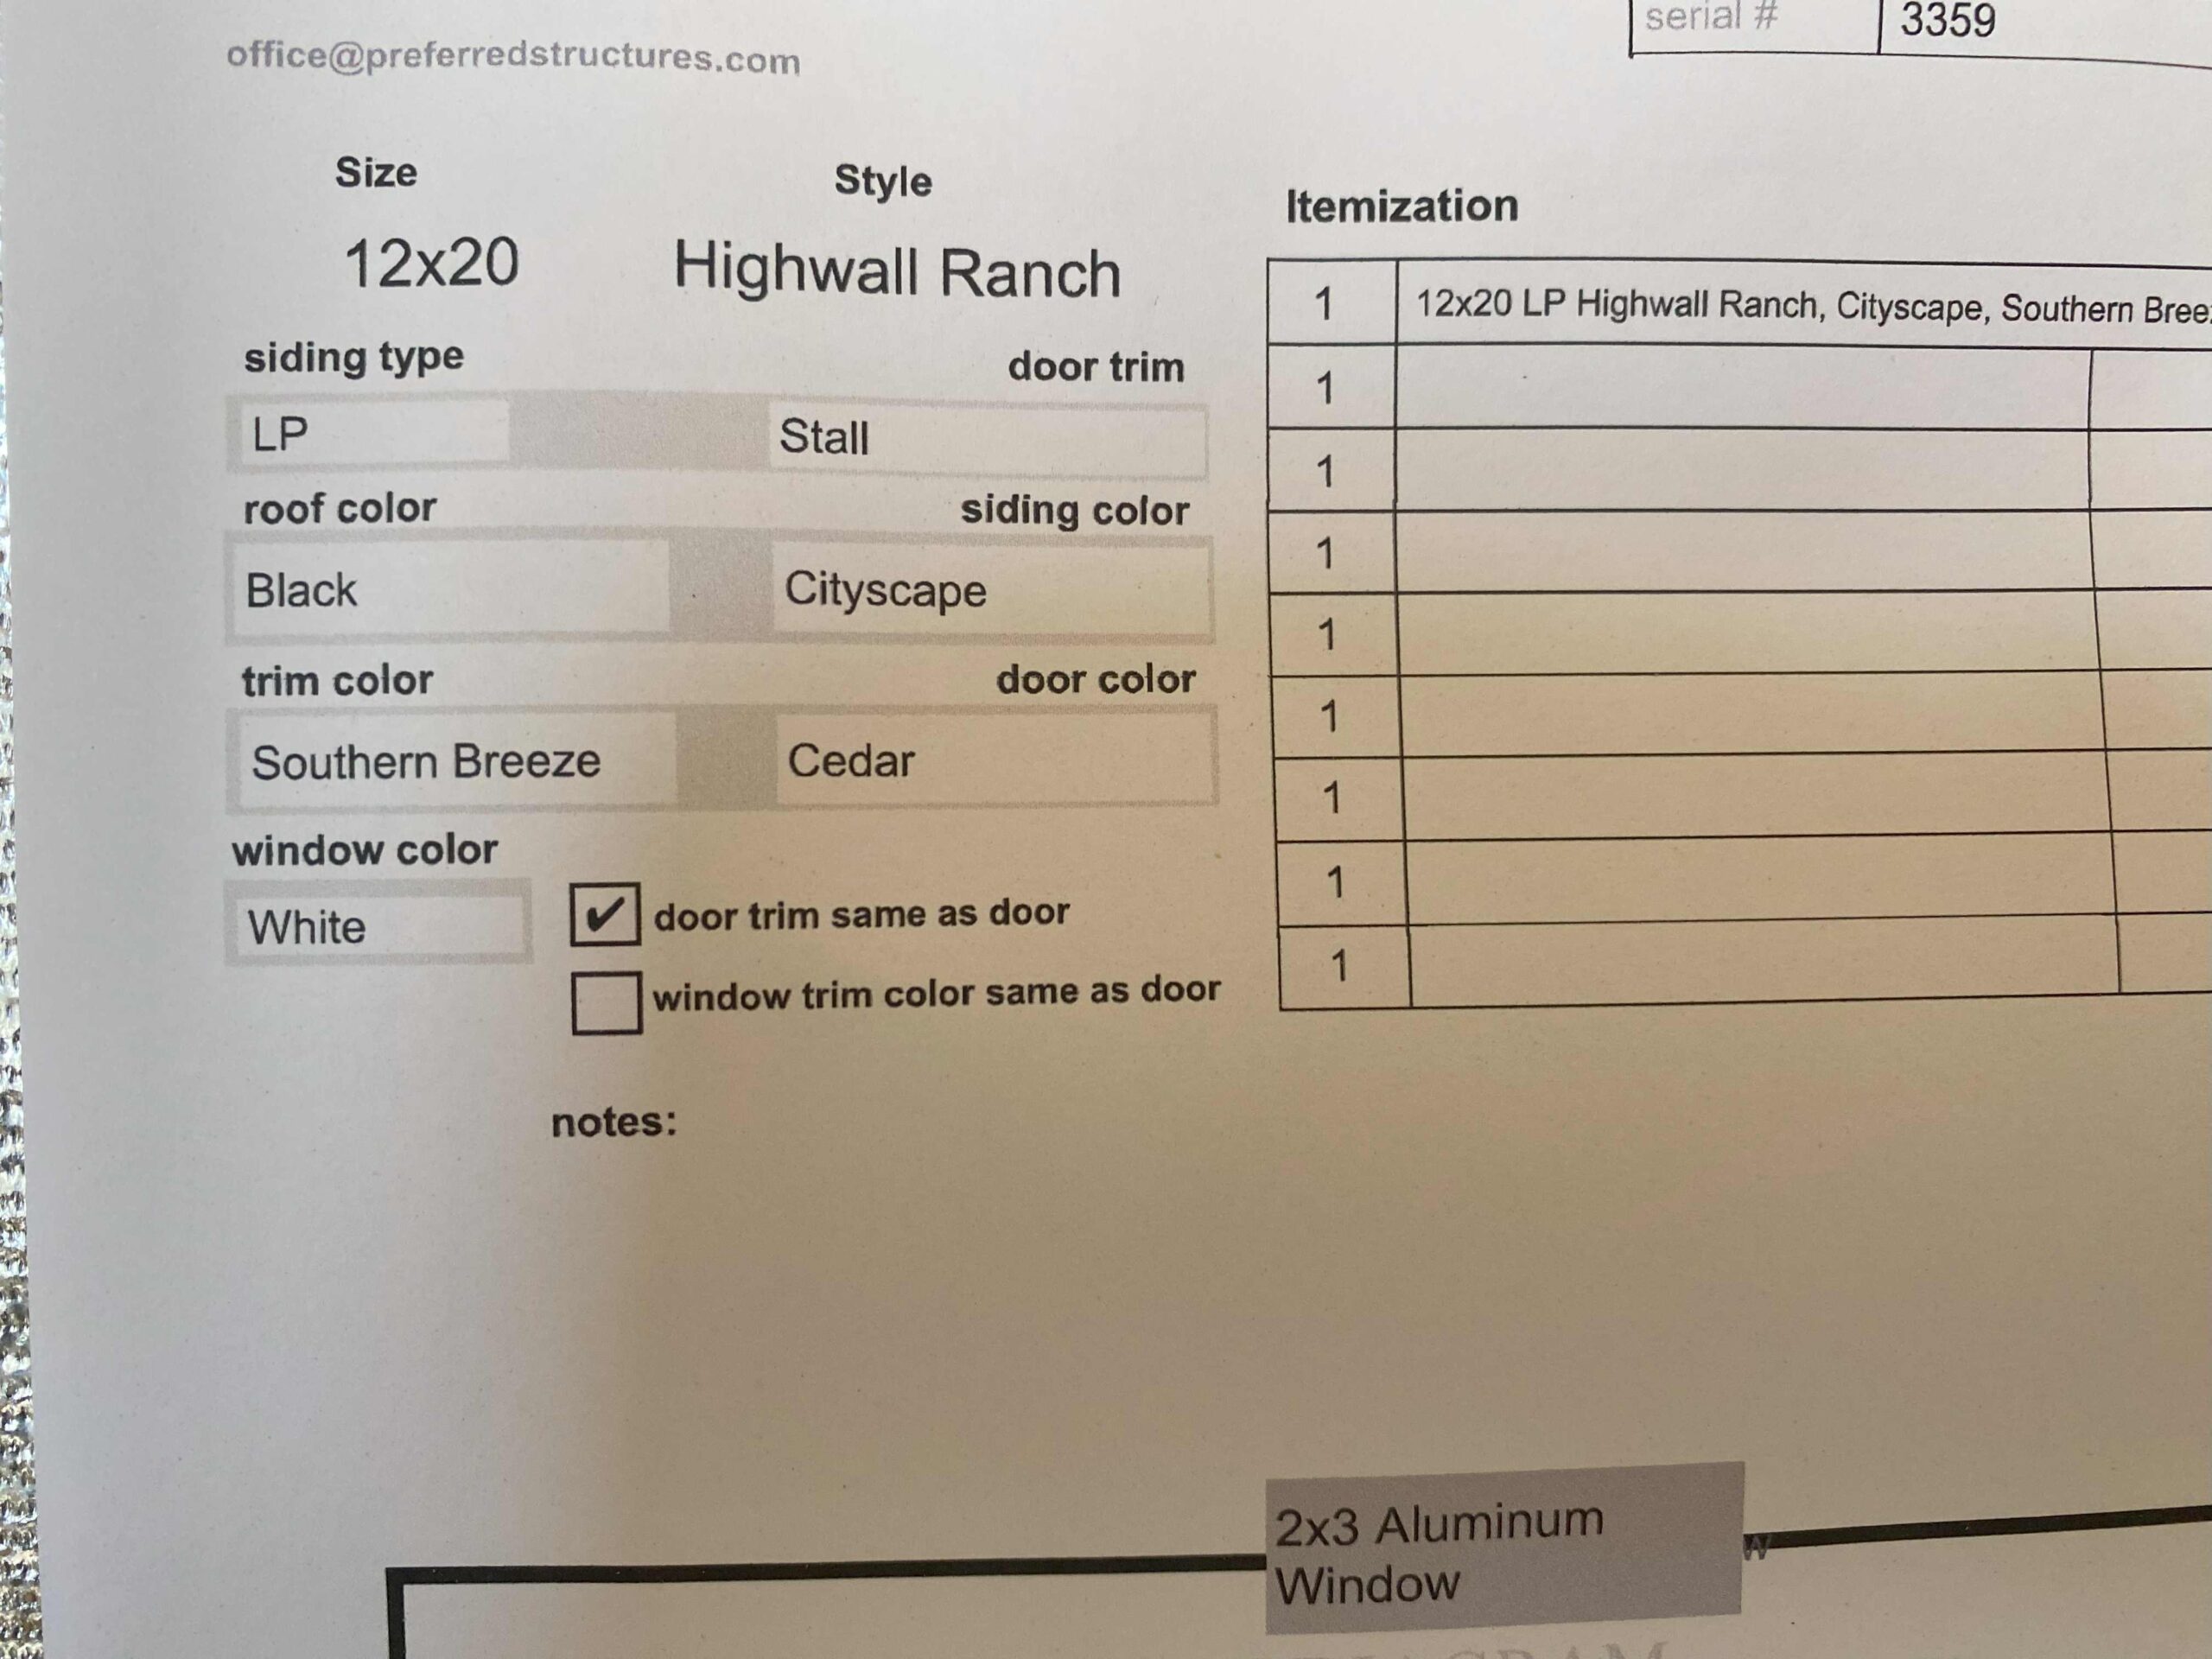 office@preferredstructures.com
serial # 3359
Size Style
12x20 Highwall Ranch
siding type door trim
LP Stall
roof color siding color
Black Cityscape
trim color door color
Southern Breeze Cedar
window color
White
✔ door trim same as door
window trim color same as door
notes:
Itemization
1 12x20 LP Highwall Ranch, Cityscape, Southern Bree
1
1
1
1
1
1
1
1
2x3 Aluminum
Window
W